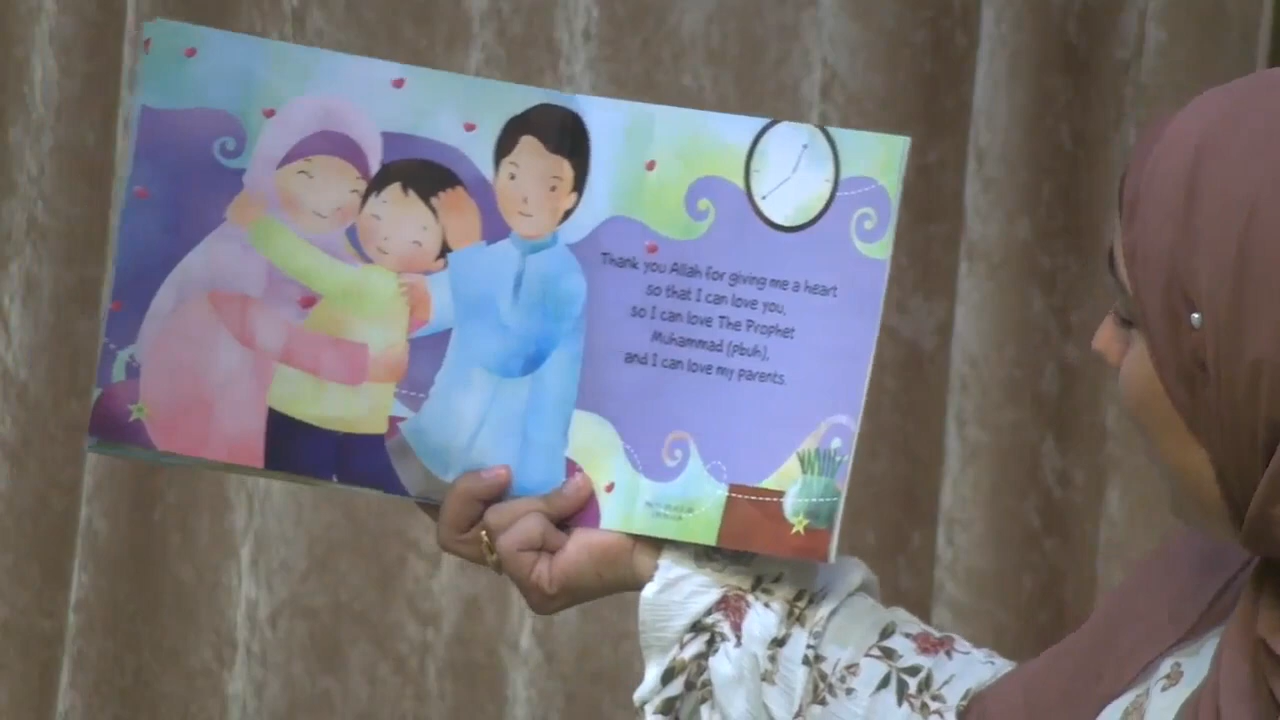 Thank you Allah for giving me a heart
so that I can love you,
so I can love The Prophet
Muhammad (pbuh),
and I can love my parents.